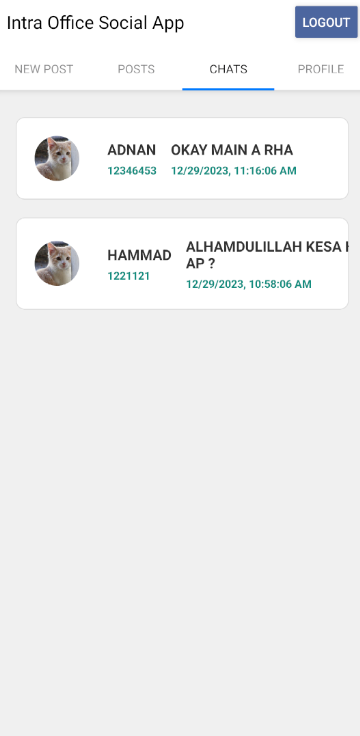 Intra Office Social App
LOGOUT
NEW POST POSTS CHATS PROFILE
ADNAN OKAY MAIN A RHA
12346453 12/29/2023, 11:16:06 AM
HAMMAD
1221121
ALHAMDULILLAH KESA
AP ?
12/29/2023, 10:58:06 AM